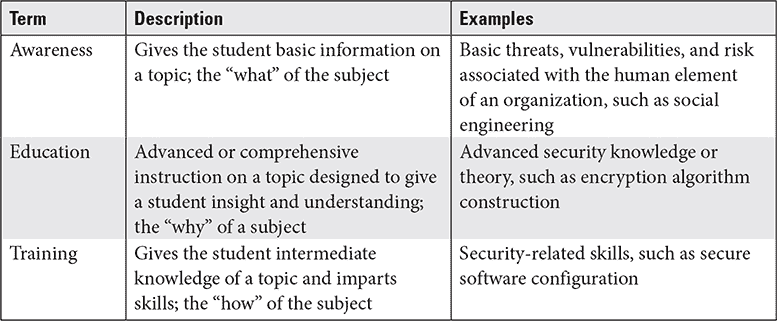 Term Description Examples
Awareness Gives the student basic information on Basic threats, vulnerabilities, and risk
a topic; the “what” of the subject associated with the human element
of an organization, such as social
engineering
Education Advanced or comprehensive Advanced security knowledge or
instruction on a topic designed to give theory, such as encryption algorithm
a student insight and understanding; construction
the “why” of a subject
Training Gives the student intermediate Security-related skills, such as secure
knowledge of a topic and imparts software configuration
skills; the “how” of the subject